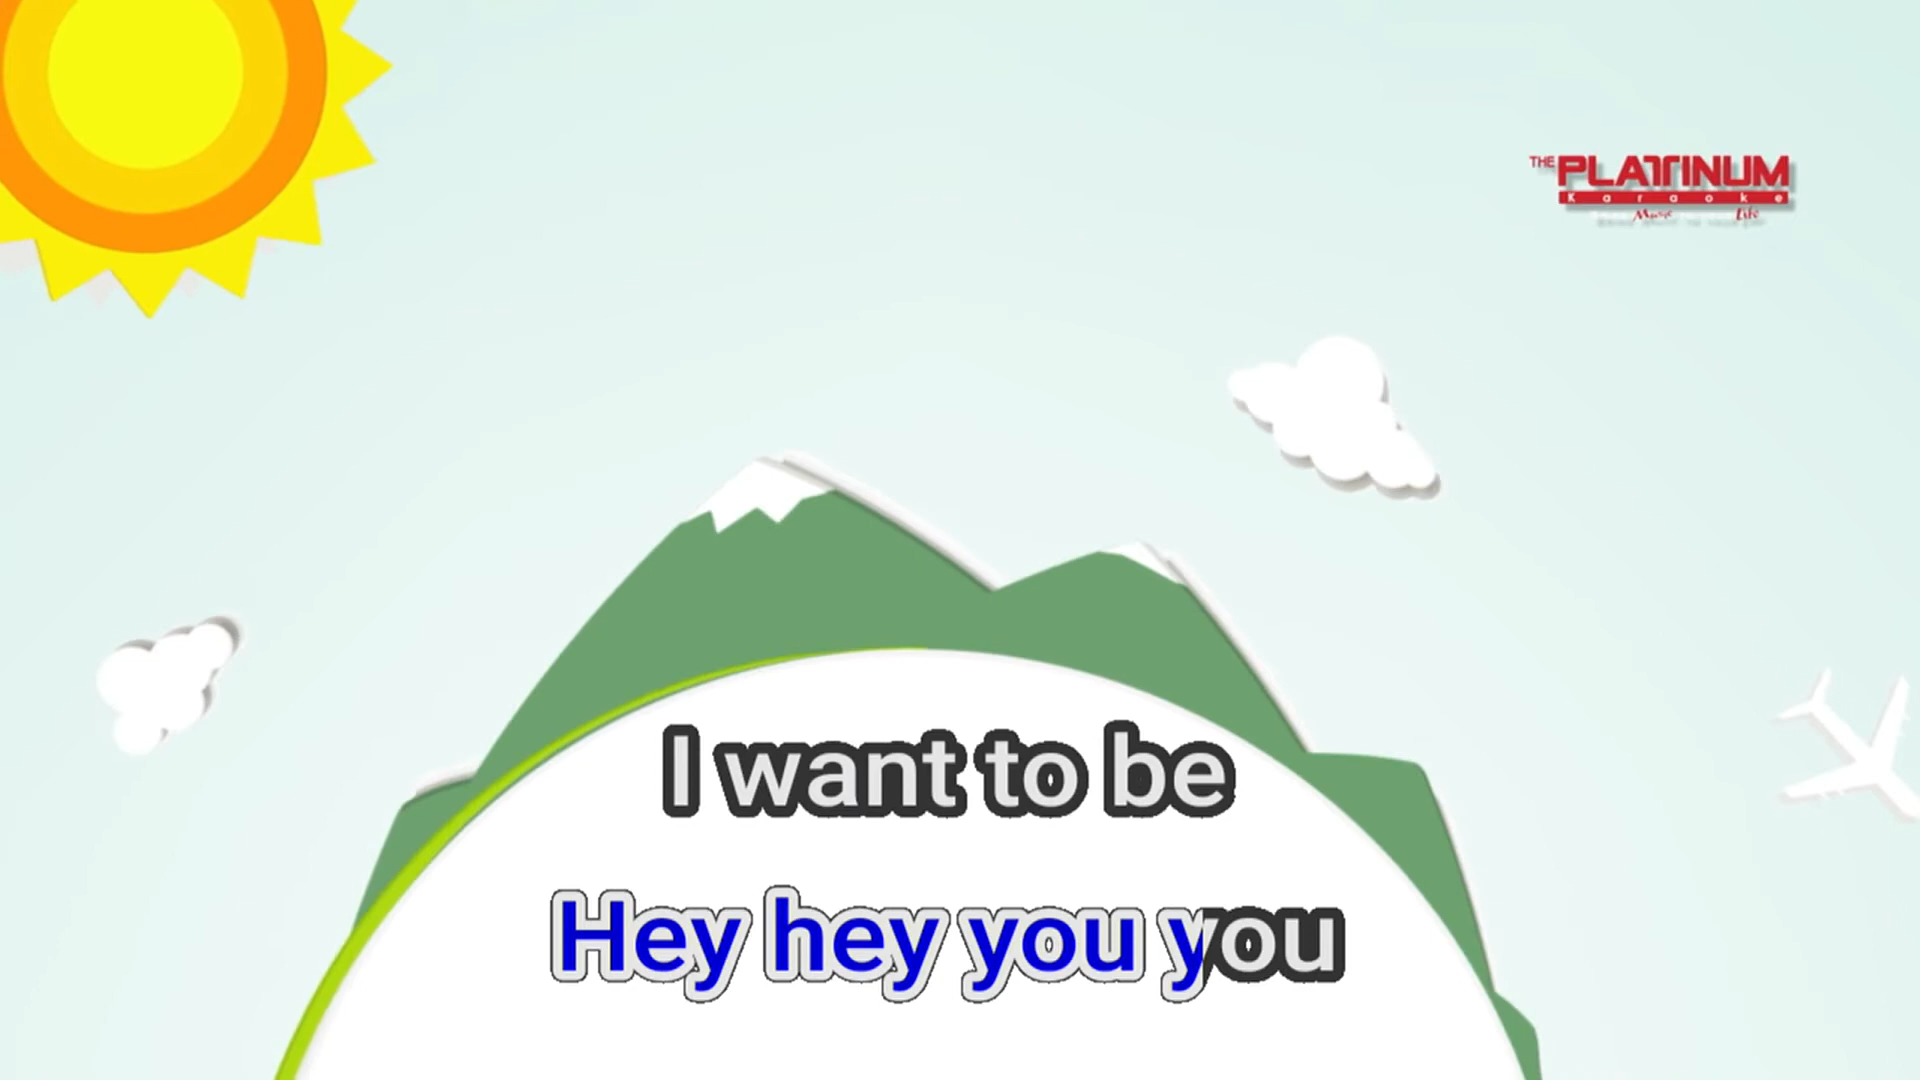 THE PLATINUM
Karaoke
Music Life
I want to be
Hey hey you you